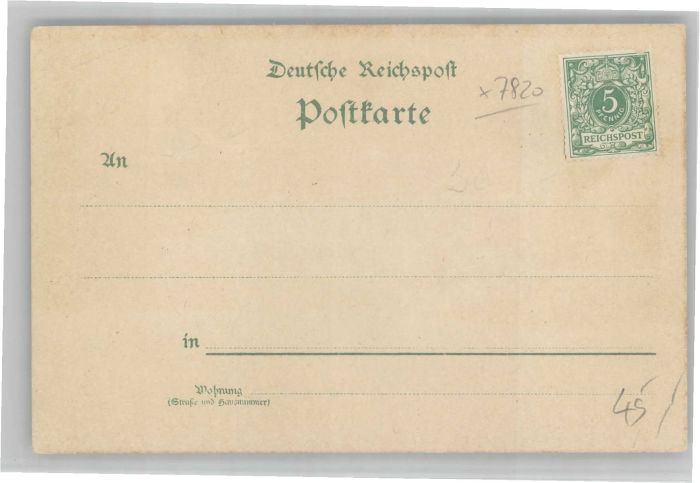 Deutsche Reichspost
Postkarte
x 7820
5
PFENNIG
REICHSPOST
An
in
Wohnung
(Straße und Hausnummer)
45